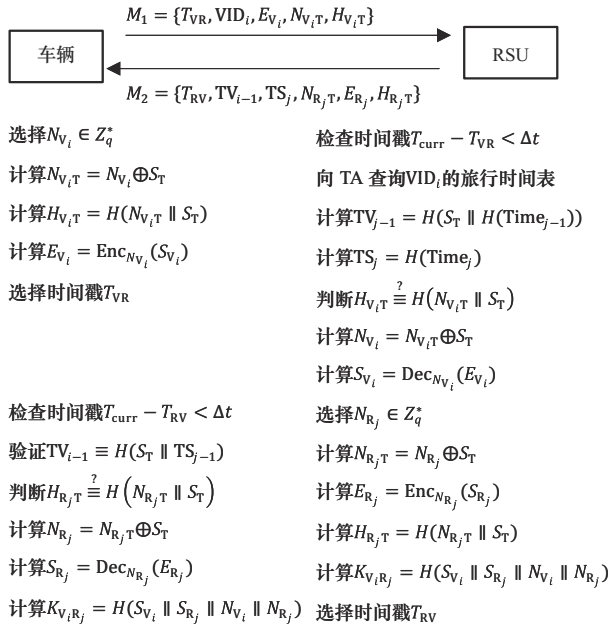 M₁ = {T_VR, VID_i, E_{V_i}, N_{V_iT}, H_{V_iT}}
车辆
RSU
M₂ = {T_RV, TV_{i−1}, TS_j, N_{R_jT}, E_{R_j}, H_{R_jT}}
选择N_{V_i} ∈ Z_q^*
计算N_{V_iT} = N_{V_i}⊕S_T
计算H_{V_iT} = H(N_{V_iT} ∥ S_T)
计算E_{V_i} = Enc_{N_{V_i}}(S_{V_i})
选择时间戳T_VR
检查时间戳T_curr − T_VR < Δt
向 TA 查询VID_i的旅行时间表
计算TV_{j−1} = H(S_T ∥ H(Time_{j−1}))
计算TS_j = H(Time_j)
判断H_{V_iT} ≟ H(N_{V_iT} ∥ S_T)
计算N_{V_i} = N_{V_iT}⊕S_T
计算S_{V_i} = Dec_{N_{V_i}}(E_{V_i})
选择N_{R_j} ∈ Z_q^*
计算N_{R_jT} = N_{R_j}⊕S_T
计算E_{R_j} = Enc_{N_{R_j}}(S_{R_j})
计算H_{R_jT} = H(N_{R_jT} ∥ S_T)
计算K_{V_iR_j} = H(S_{V_i} ∥ S_{R_j} ∥ N_{V_i} ∥ N_{R_j})
选择时间戳T_RV
检查时间戳T_curr − T_RV < Δt
验证TV_{i−1} ≡ H(S_T ∥ TS_{j−1})
判断H_{R_jT} ≟ H(N_{R_jT} ∥ S_T)
计算N_{R_j} = N_{R_jT}⊕S_T
计算S_{R_j} = Dec_{N_{R_j}}(E_{R_j})
计算K_{V_iR_j} = H(S_{V_i} ∥ S_{R_j} ∥ N_{V_i} ∥ N_{R_j})